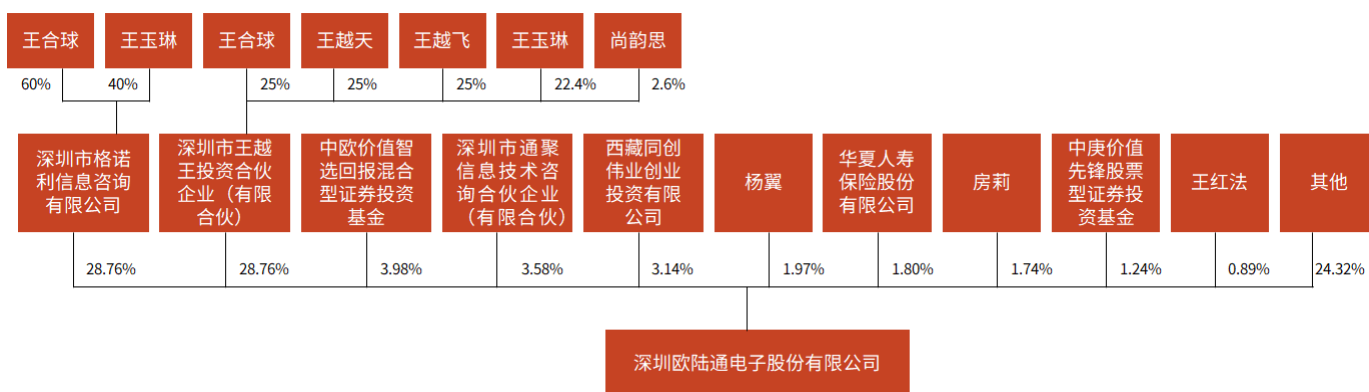 王合球
王玉琳
王合球
王越天
王越飞
王玉琳
尚韵思
60%
40%
25%
25%
25%
22.4%
2.6%
深圳市格诺
利信息咨询
有限公司
深圳市王越
王投资合伙
企业（有限
合伙）
中欧价值智
选回报混合
型证券投资
基金
深圳市通聚
信息技术咨
询合伙企业
（有限合伙）
西藏同创
伟业创业
投资有限
公司
杨翼
华夏人寿
保险股份
有限公司
房莉
中庚价值
先锋股票
型证券投
资基金
王红法
其他
28.76%
28.76%
3.98%
3.58%
3.14%
1.97%
1.80%
1.74%
1.24%
0.89%
24.32%
深圳欧陆通电子股份有限公司